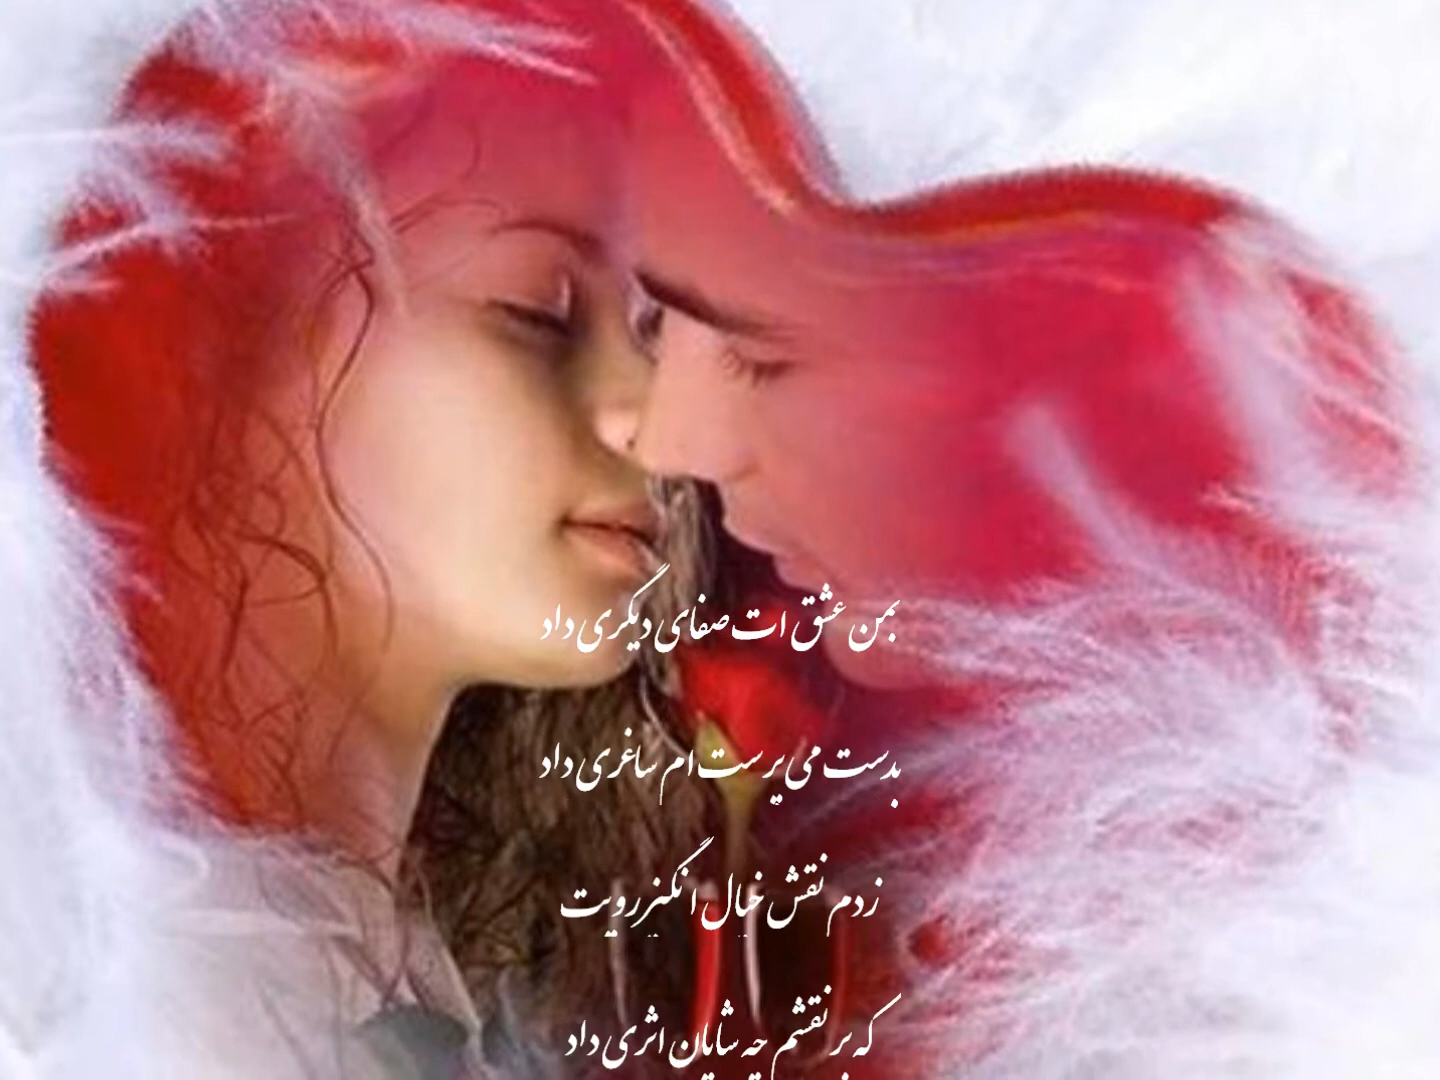 بمن عشق ات صفای دیگری داد
بدست می پرست ام ساغری داد
زدم نقش خیال انگیز رویت
که بر نقشم چه شایان اثری داد